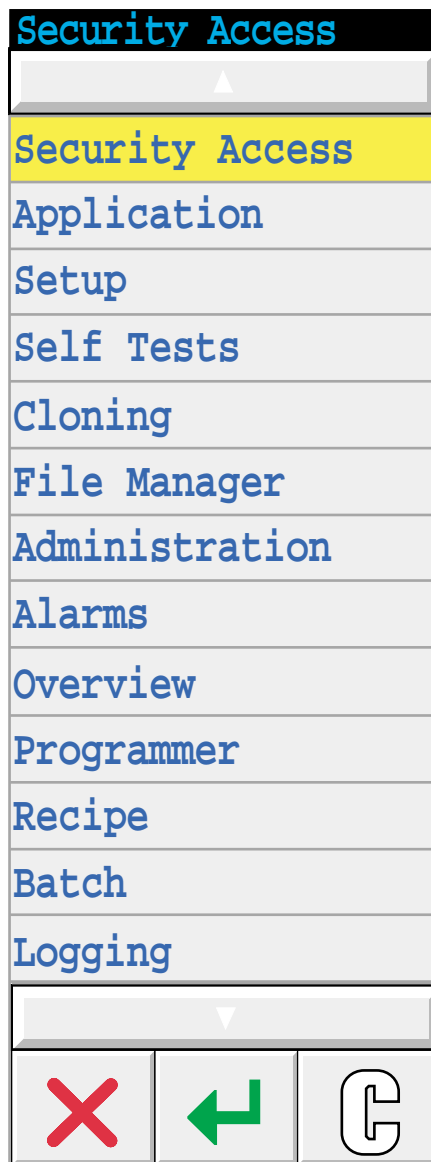 Security Access
Security Access
Application
Setup
Self Tests
Cloning
File Manager
Administration
Alarms
Overview
Programmer
Recipe
Batch
Logging
C